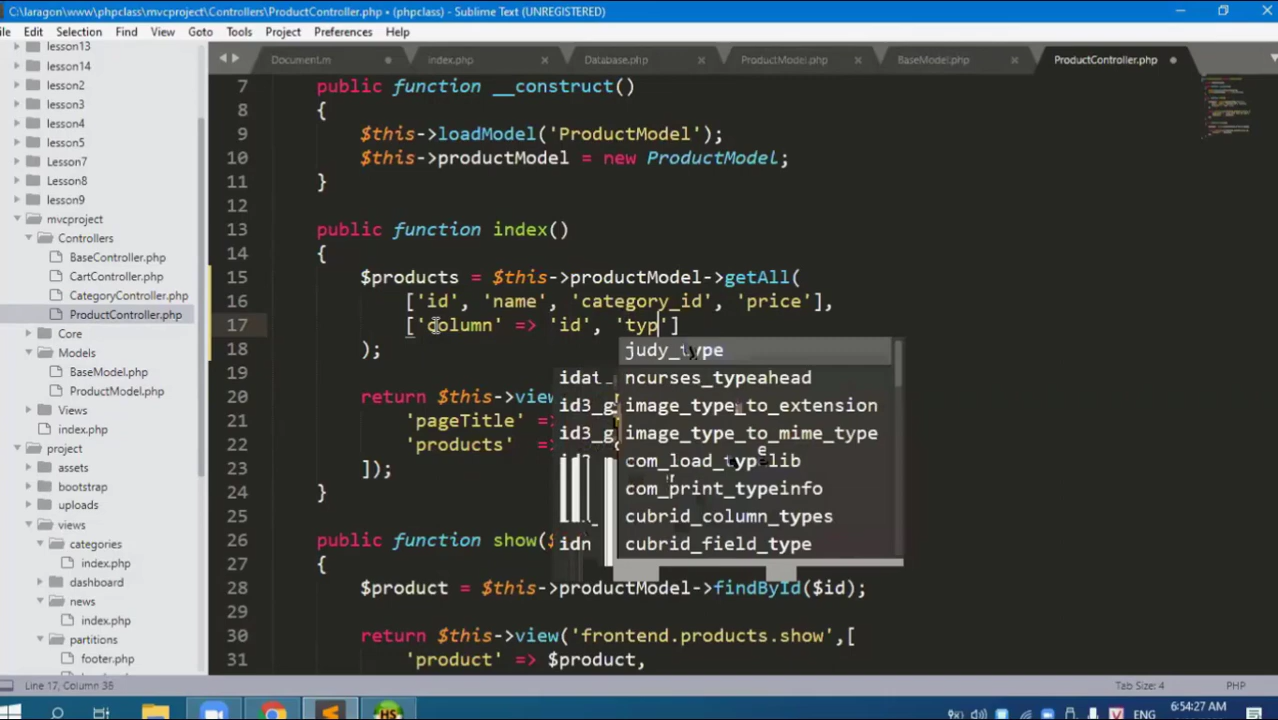 C:\laragon\www\phpclass\mvcproject\Controllers\ProductController.php • (phpclass) - Sublime Text (UNREGISTERED)
Edit Selection Find View Goto Tools Project Preferences Help
Document.m index.php Database.php ProductModel.php BaseModel.php ProductController.php
lesson13
lesson14
lesson2
lesson3
lesson4
lesson5
Lesson7
Lesson8
lesson9
mvcproject
Controllers
BaseController.php
CartController.php
CategoryController.php
ProductController.php
Core
Models
BaseModel.php
ProductModel.php
Views
index.php
project
assets
bootstrap
uploads
views
categories
index.php
dashboard
news
index.php
partitions
footer.php
7 public function __construct()
8 {
9 $this->loadModel('ProductModel');
10 $this->productModel = new ProductModel;
11 }
12
13 public function index()
14 {
15 $products = $this->productModel->getAll(
16 ['id', 'name', 'category_id', 'price'],
17 ['column' => 'id', 'typ']
18 );
19
20 return $this->view
21 'pageTitle' =>
22 'products' =>
23 ]);
24 }
25
26 public function show($
27 {
28 $product = $this->productModel->findById($id);
29
30 return $this->view('frontend.products.show',[
31 'product' => $product,
judy_type
ncurses_typeahead
image_type_to_extension
image_type_to_mime_type
com_load_typelib
com_print_typeinfo
cubrid_column_types
cubrid_field_type
idat
id3_g
id3_g
idn
Line 17, Column 36
Tab Size: 4 PHP
ENG 6:54:27 AM